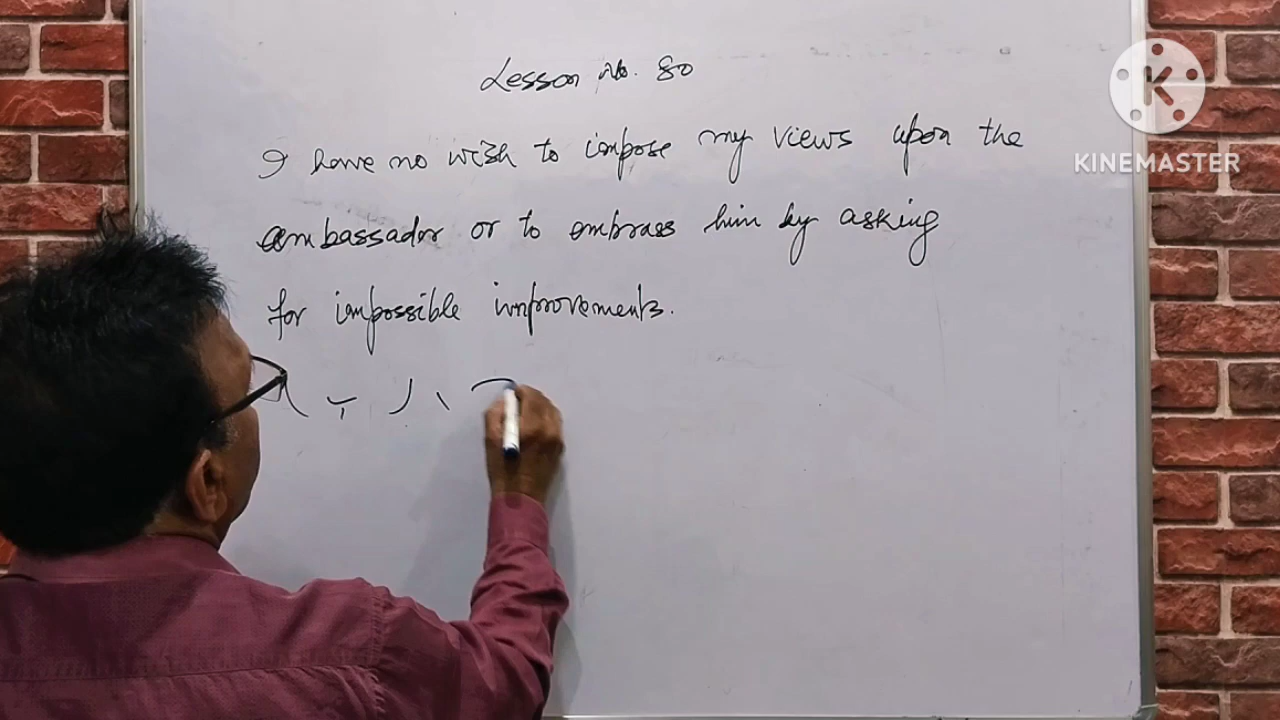 Lesson No. 80
I have no wish to impose my views upon the
ambassador or to embrass him by asking
for impossible improvements.
KINEMASTER